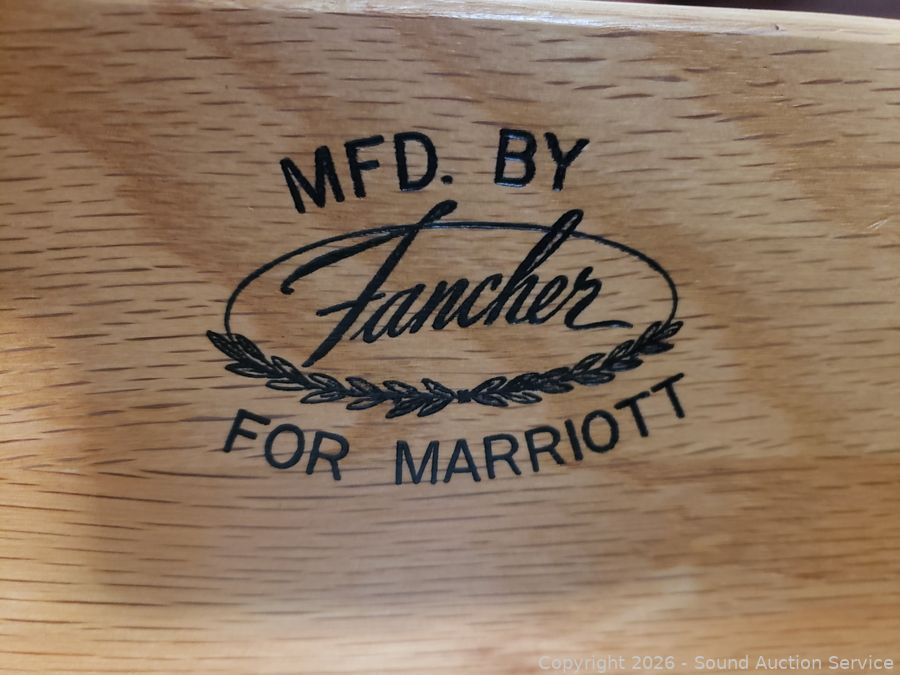 MFD. BY
Fancher
FOR MARRIOTT
Copyright 2026 - Sound Auction Service